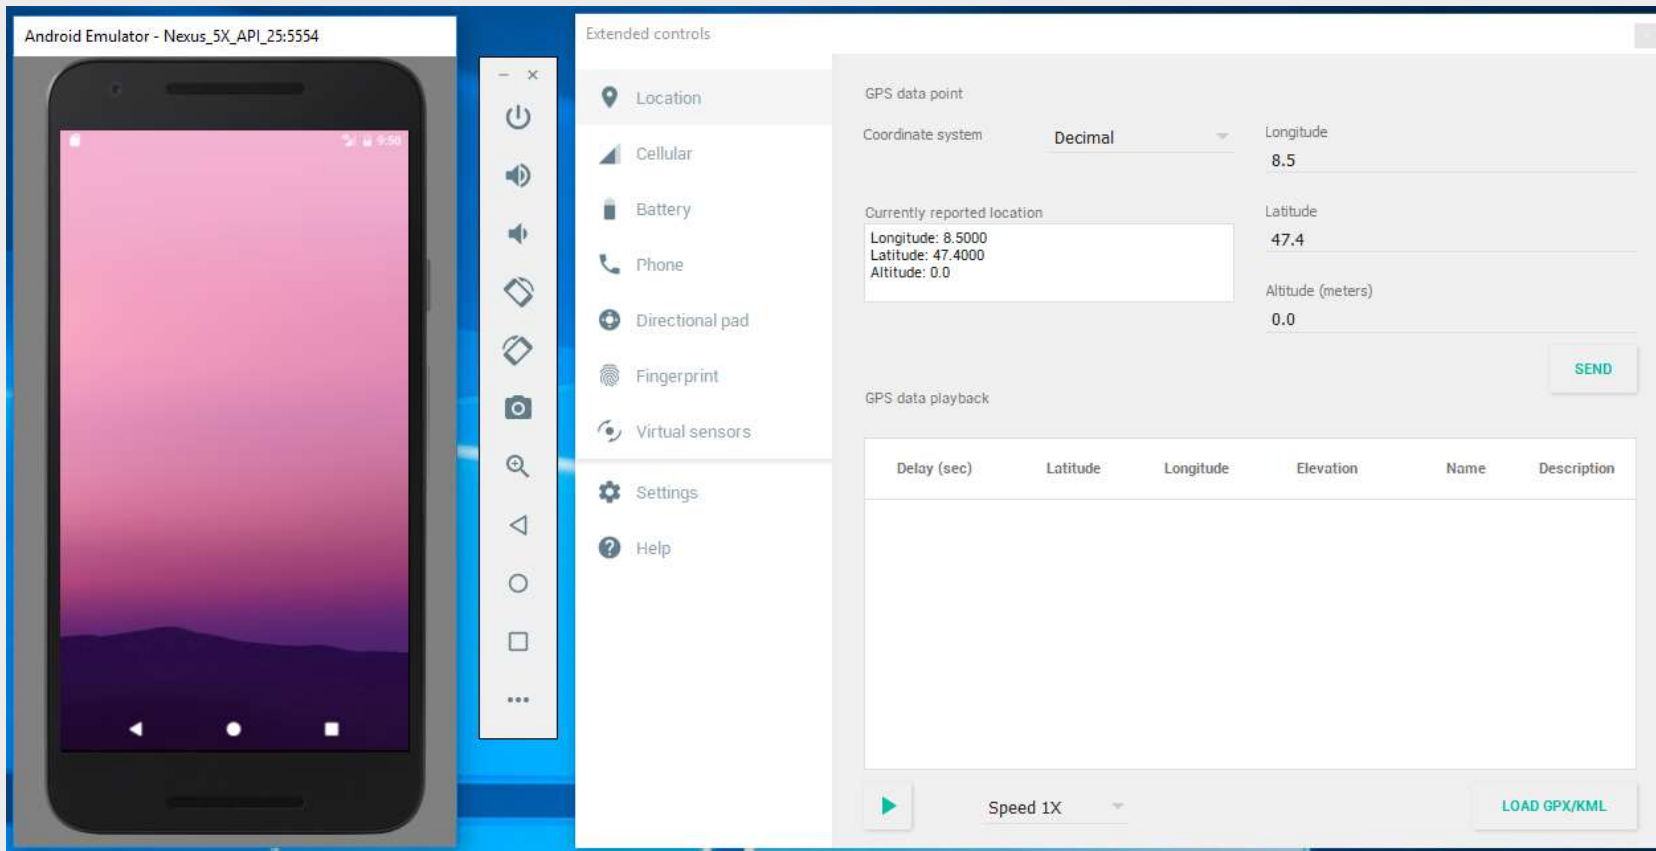 Android Emulator - Nexus_5X_API_25:5554
9:50
Extended controls
Location
Cellular
Battery
Phone
Directional pad
Fingerprint
Virtual sensors
Settings
Help
GPS data point
Coordinate system
Decimal
Longitude
8.5
Currently reported location
Longitude: 8.5000
Latitude: 47.4000
Altitude: 0.0
Latitude
47.4
Altitude (meters)
0.0
SEND
GPS data playback
Delay (sec) Latitude Longitude Elevation Name Description
Speed 1X
LOAD GPX/KML